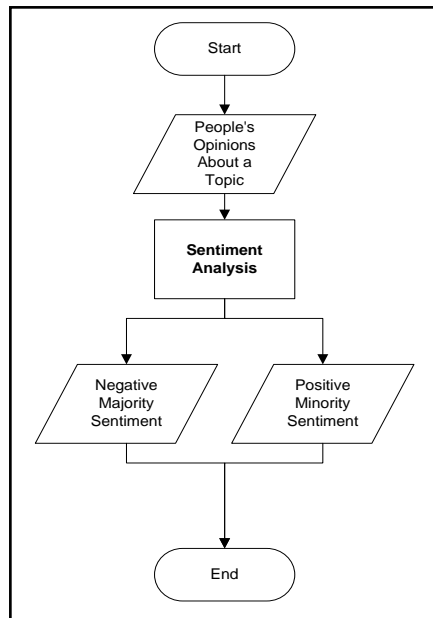 Start
People's
Opinions
About a
Topic
Sentiment
Analysis
Negative
Majority
Sentiment
Positive
Minority
Sentiment
End